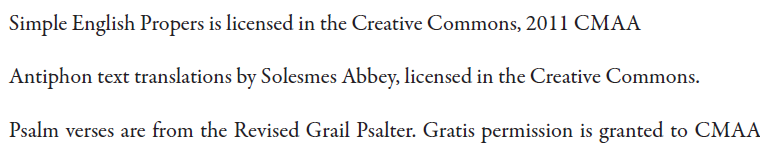 Simple English Propers is licensed in the Creative Commons, 2011 CMAA
Antiphon text translations by Solesmes Abbey, licensed in the Creative Commons.
Psalm verses are from the Revised Grail Psalter. Gratis permission is granted to CMAA